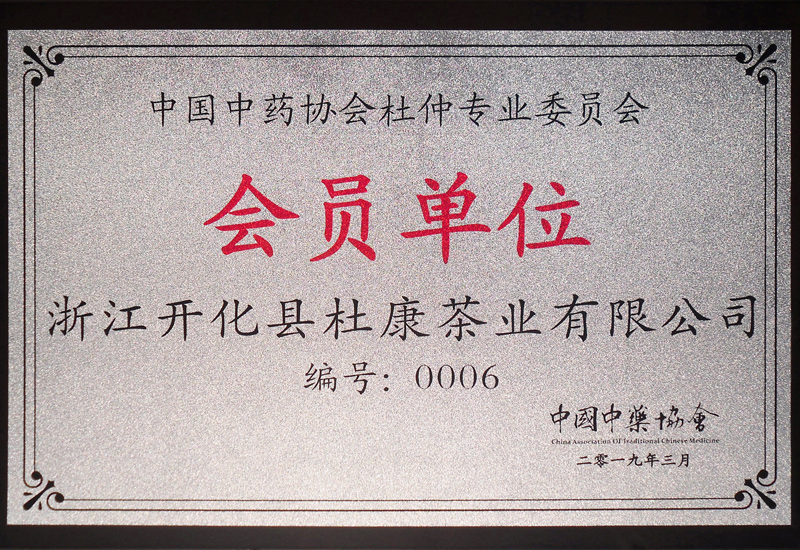 中国中药协会杜仲专业委员会
会员单位
浙江开化县杜康茶业有限公司
编号：0006
中國中藥協會
China Association Of Traditional Chinese Medicine
二零一九年三月